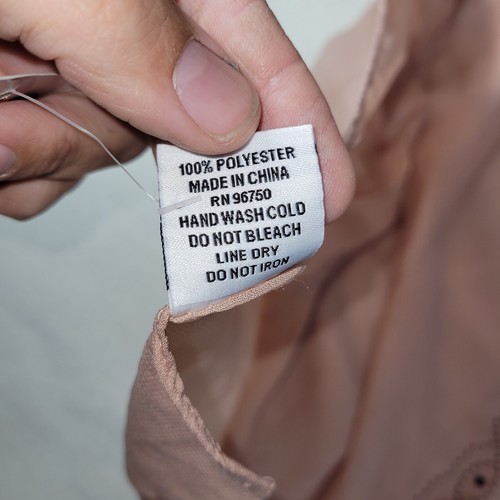 100% POLYESTER
MADE IN CHINA
RN 96750
HAND WASH COLD
DO NOT BLEACH
LINE DRY
DO NOT IRON